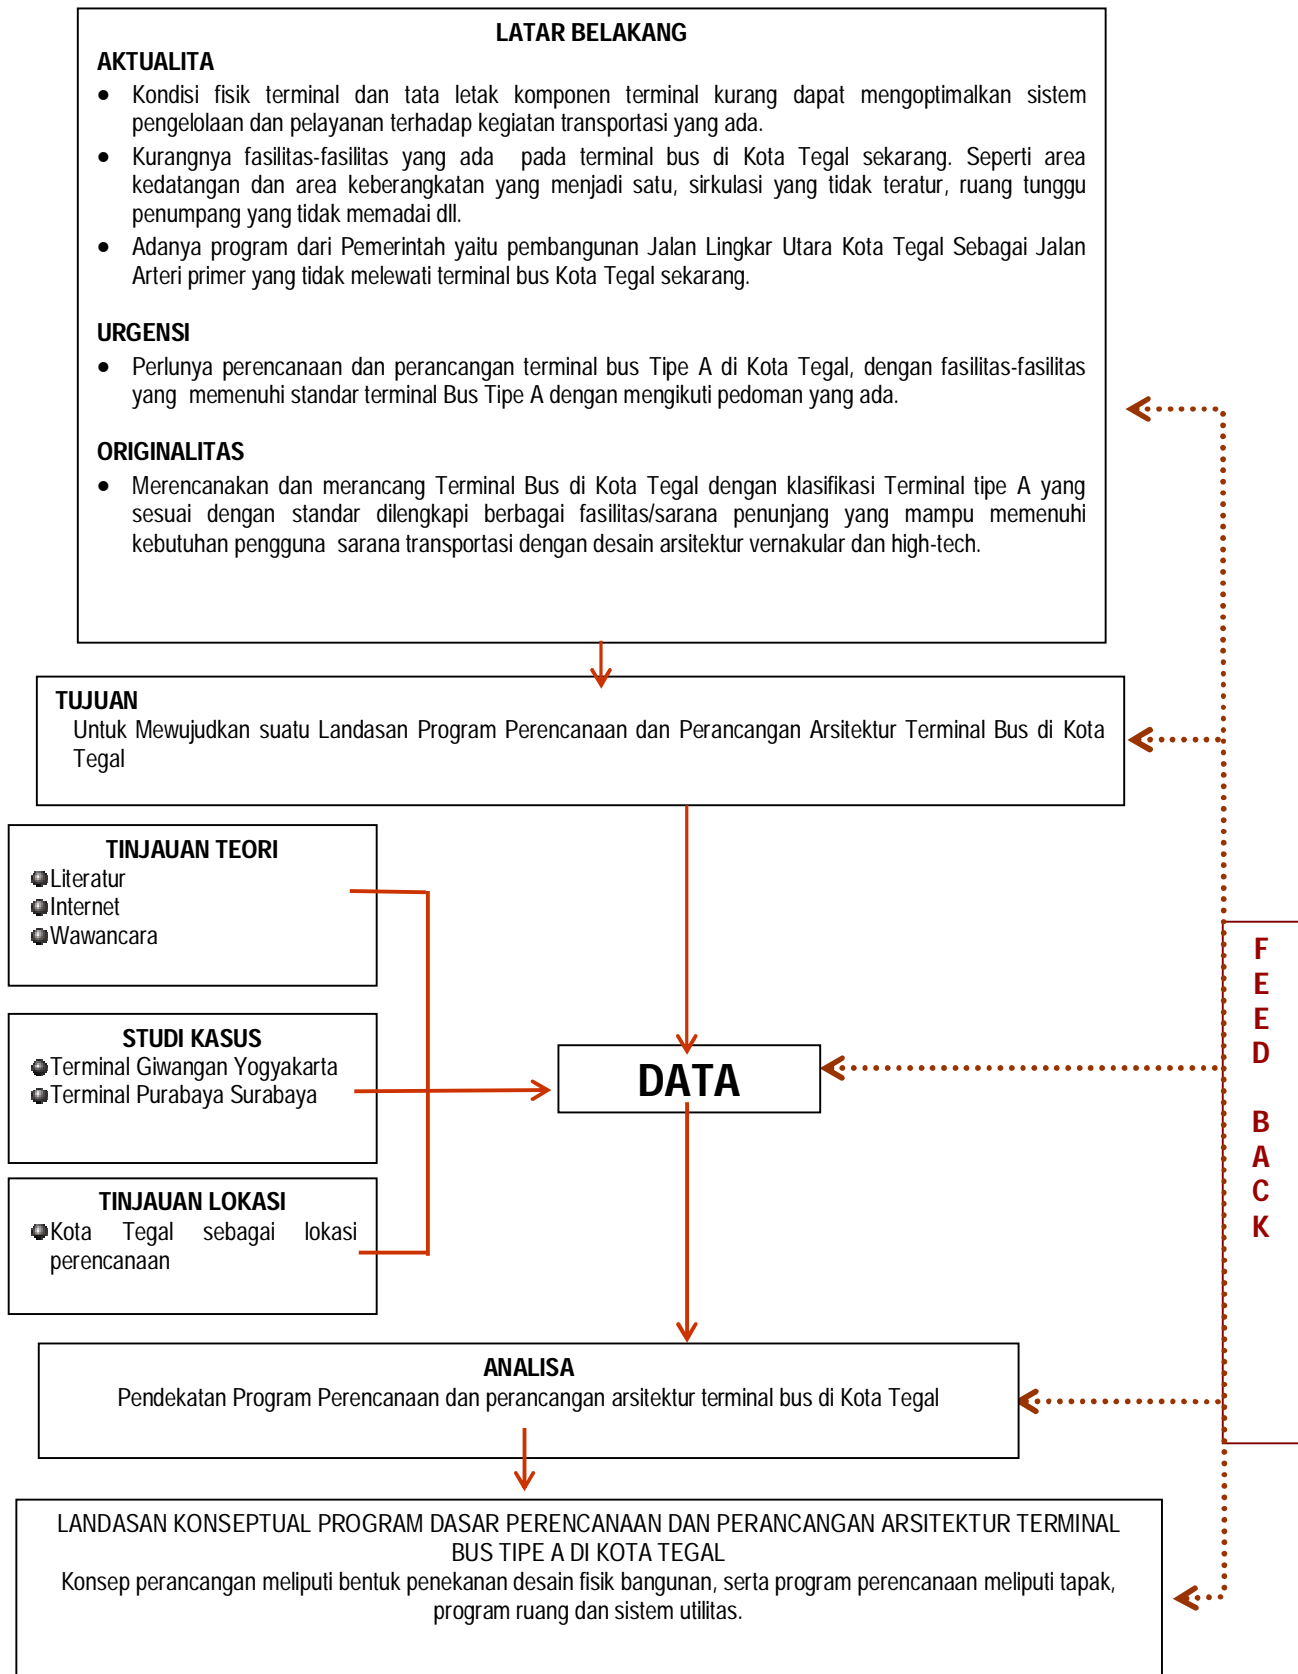 LATAR BELAKANG
AKTUALITA
• Kondisi fisik terminal dan tata letak komponen terminal kurang dapat mengoptimalkan sistem
pengelolaan dan pelayanan terhadap kegiatan transportasi yang ada.
• Kurangnya fasilitas-fasilitas yang ada pada terminal bus di Kota Tegal sekarang. Seperti area
kedatangan dan area keberangkatan yang menjadi satu, sirkulasi yang tidak teratur, ruang tunggu
penumpang yang tidak memadai dll.
• Adanya program dari Pemerintah yaitu pembangunan Jalan Lingkar Utara Kota Tegal Sebagai Jalan
Arteri primer yang tidak melewati terminal bus Kota Tegal sekarang.
URGENSI
• Perlunya perencanaan dan perancangan terminal bus Tipe A di Kota Tegal, dengan fasilitas-fasilitas
yang memenuhi standar terminal Bus Tipe A dengan mengikuti pedoman yang ada.
ORIGINALITAS
• Merencanakan dan merancang Terminal Bus di Kota Tegal dengan klasifikasi Terminal tipe A yang
sesuai dengan standar dilengkapi berbagai fasilitas/sarana penunjang yang mampu memenuhi
kebutuhan pengguna sarana transportasi dengan desain arsitektur vernakular dan high-tech.
TUJUAN
Untuk Mewujudkan suatu Landasan Program Perencanaan dan Perancangan Arsitektur Terminal Bus di Kota
Tegal
TINJAUAN TEORI
Literatur
Internet
Wawancara
STUDI KASUS
Terminal Giwangan Yogyakarta
Terminal Purabaya Surabaya
TINJAUAN LOKASI
Kota Tegal sebagai lokasi
perencanaan
DATA
F
E
E
D
B
A
C
K
ANALISA
Pendekatan Program Perencanaan dan perancangan arsitektur terminal bus di Kota Tegal
LANDASAN KONSEPTUAL PROGRAM DASAR PERENCANAAN DAN PERANCANGAN ARSITEKTUR TERMINAL
BUS TIPE A DI KOTA TEGAL
Konsep perancangan meliputi bentuk penekanan desain fisik bangunan, serta program perencanaan meliputi tapak,
program ruang dan sistem utilitas.